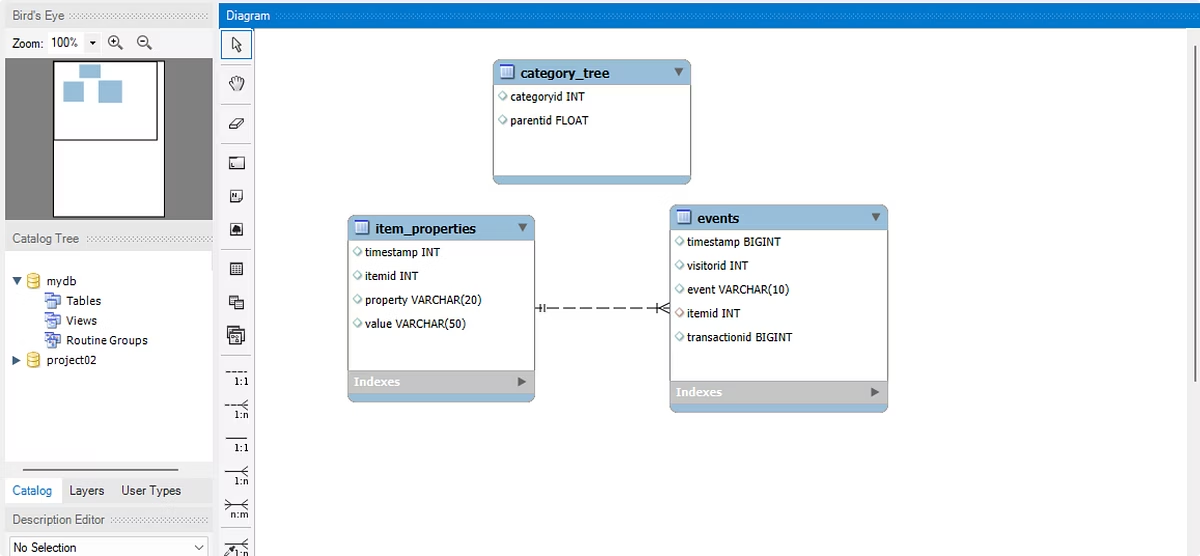 Bird's Eye
Zoom: 100%
Catalog Tree
mydb
Tables
Views
Routine Groups
project02
Catalog Layers User Types
Description Editor
No Selection
Diagram
1:1
1:n
1:1
1:n
n:m
1:n
category_tree
categoryid INT
parentid FLOAT
item_properties
timestamp INT
itemid INT
property VARCHAR(20)
value VARCHAR(50)
Indexes
events
timestamp BIGINT
visitorid INT
event VARCHAR(10)
itemid INT
transactionid BIGINT
Indexes